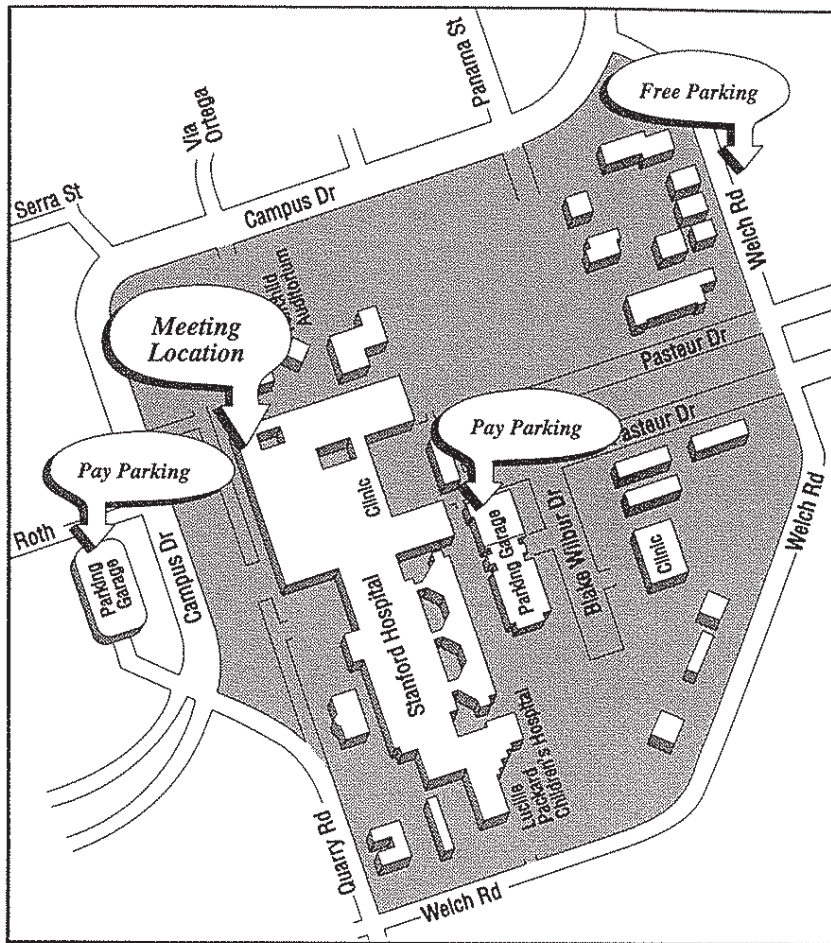 Panama St
Free Parking
Via
Ortega
Serra St
Campus Dr
Welch Rd
Auditorium
Meeting
Location
Pasteur Dr
Pay Parking
Pasteur Dr
Pay Parking
Clinic
Roth
Parking
Garage
Campus Dr
Parking Garage
Blake Wilbur Dr
Clinic
Welch Rd
Stanford Hospital
Lucile
Packard
Children's Hospital
Quarry Rd
Welch Rd